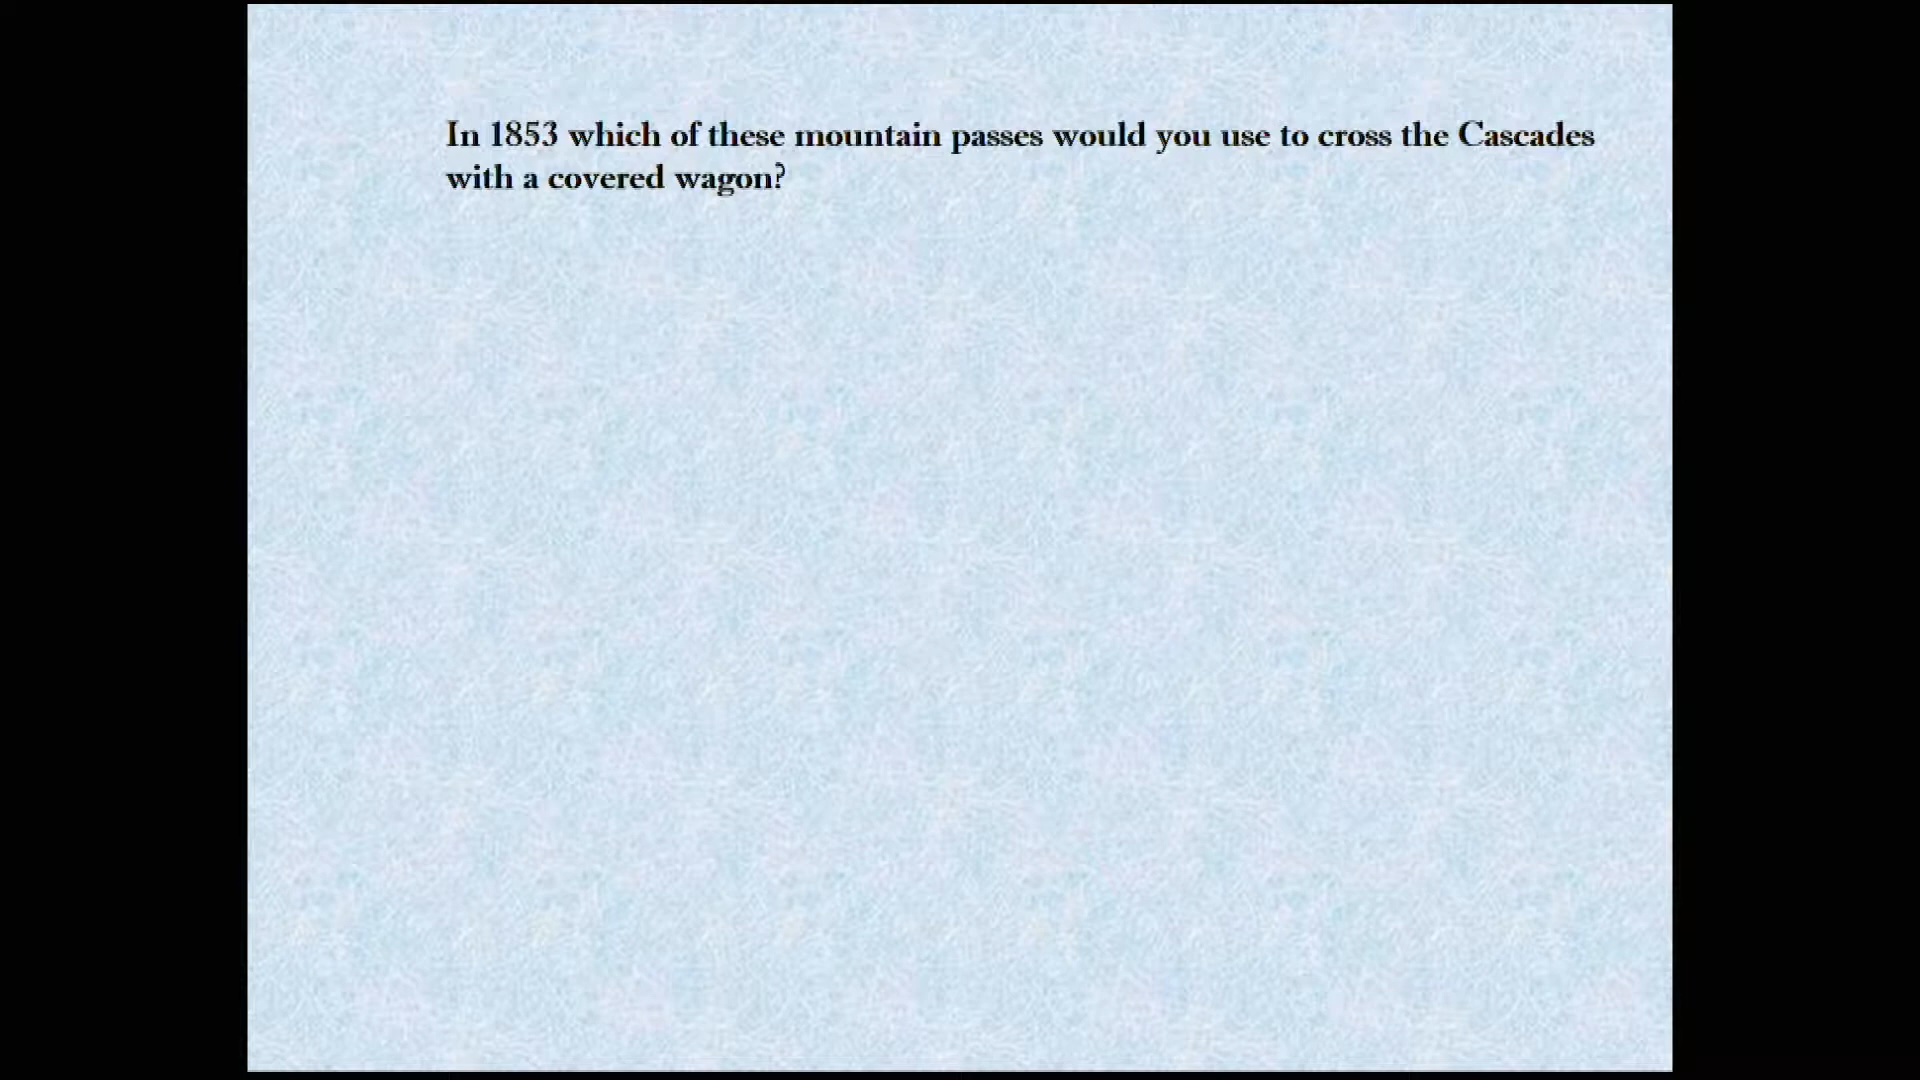 In 1853 which of these mountain passes would you use to cross the Cascades
with a covered wagon?